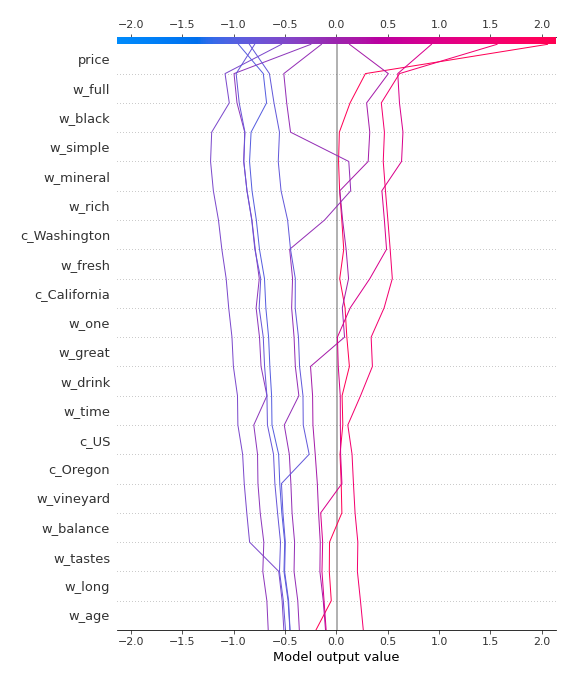 −2.0 −1.5 −1.0 −0.5 0.0 0.5 1.0 1.5 2.0
price
w_full
w_black
w_simple
w_mineral
w_rich
c_Washington
w_fresh
c_California
w_one
w_great
w_drink
w_time
c_US
c_Oregon
w_vineyard
w_balance
w_tastes
w_long
w_age
−2.0 −1.5 −1.0 −0.5 0.0 0.5 1.0 1.5 2.0
Model output value